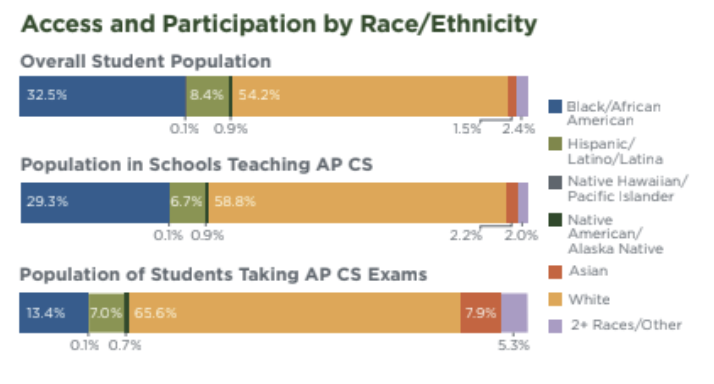 Access and Participation by Race/Ethnicity
Overall Student Population
32.5% 8.4% 54.2%
0.1% 0.9% 1.5% 2.4%
Population in Schools Teaching AP CS
29.3% 6.7% 58.8%
0.1% 0.9% 2.2% 2.0%
Population of Students Taking AP CS Exams
13.4% 7.0% 65.6% 7.9%
0.1% 0.7% 5.3%
Black/African
American
Hispanic/
Latino/Latina
Native Hawaiian/
Pacific Islander
Native
American/
Alaska Native
Asian
White
2+ Races/Other